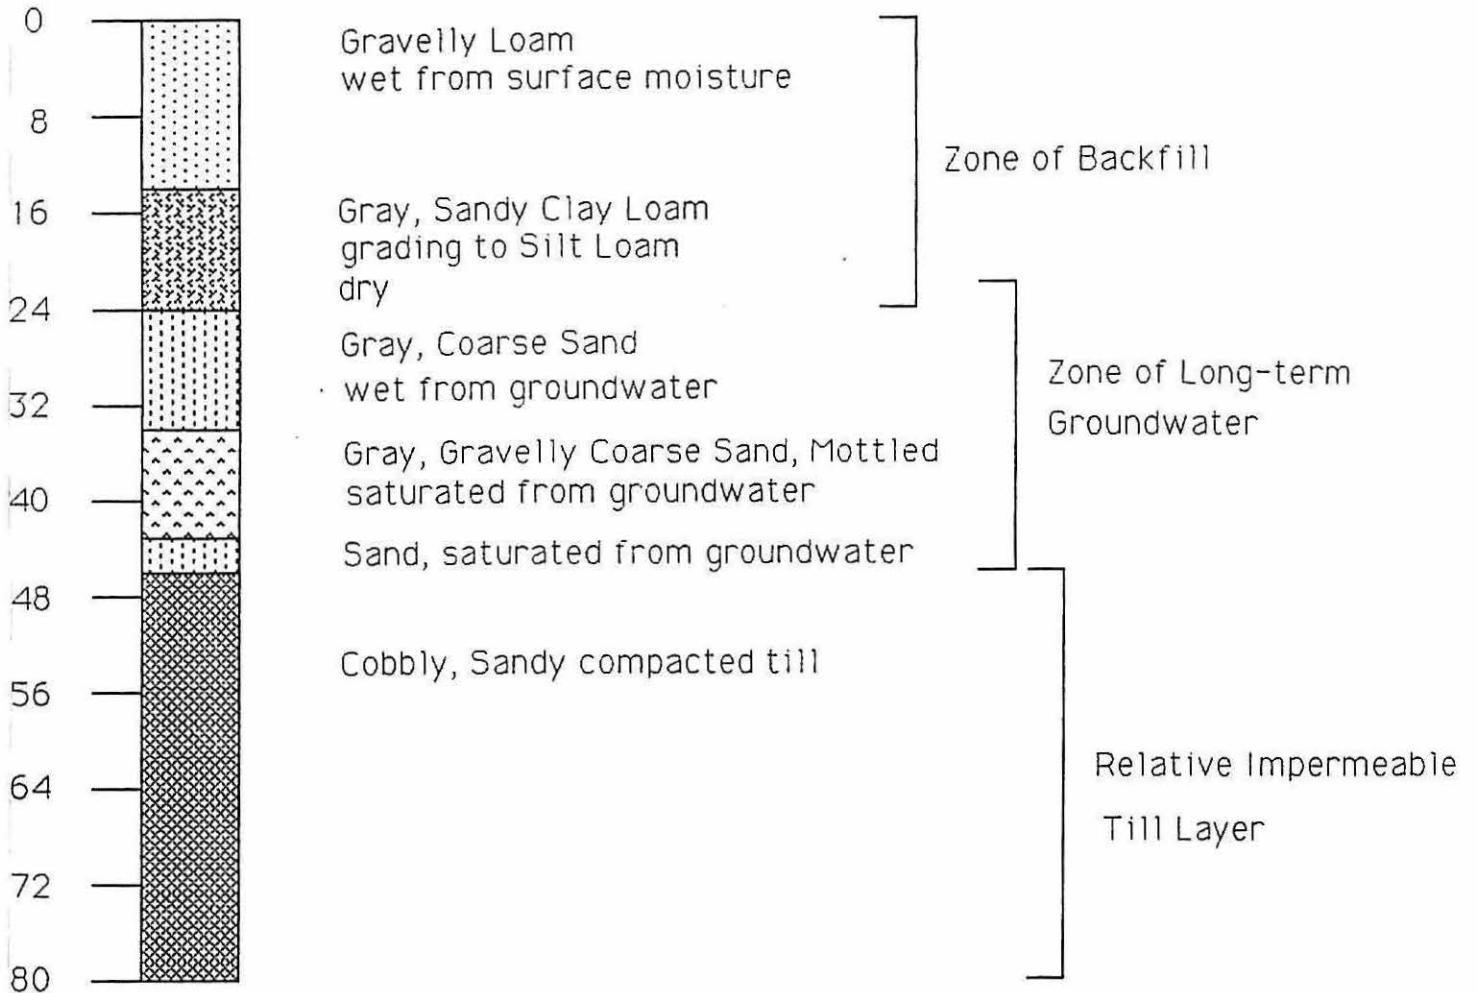 0
8
16
24
32
40
48
56
64
72
80
Gravelly Loam
wet from surface moisture
Gray, Sandy Clay Loam
grading to Silt Loam
dry
Gray, Coarse Sand
wet from groundwater
Gray, Gravelly Coarse Sand, Mottled
saturated from groundwater
Sand, saturated from groundwater
Cobbly, Sandy compacted till
Zone of Backfill
Zone of Long-term
Groundwater
Relative Impermeable
Till Layer